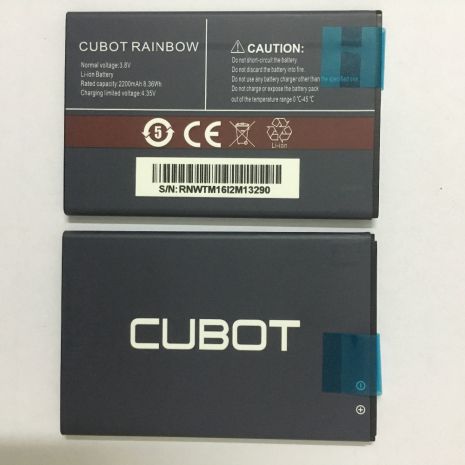 CUBOT RAINBOW
Normal voltage:3.8V
Li-ion Battery
Rated capacity:2200mAh 8.36Wh
Charging limited voltage:4.35V
CAUTION:
Do not short-circuit the battery
Do not discard the battery into fire.
Do not use any battery charger other than the specified one
Do not charge or expose the battery
out of the temperature range 0 ℃-45℃
5
CE
Li-ion
S/N: RNWTM16I2M13290
CUBOT